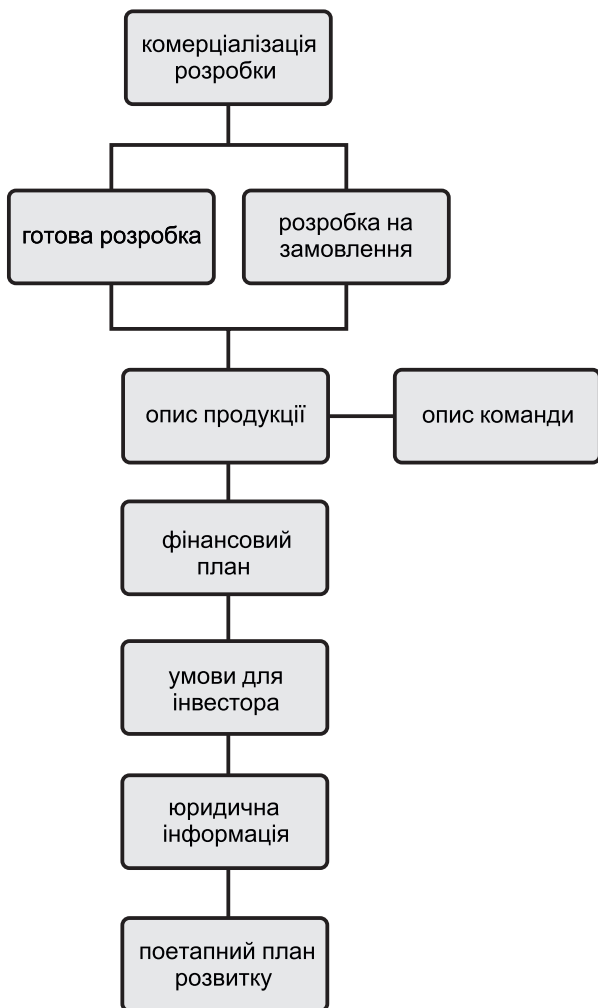 комерціалізація
розробки
готова розробка
розробка на
замовлення
опис продукції
опис команди
фінансовий
план
умови для
інвестора
юридична
інформація
поетапний план
розвитку